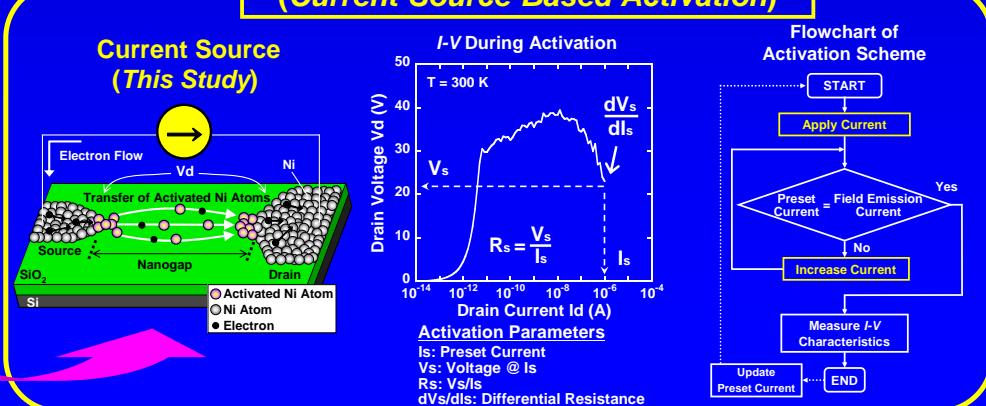 (Current Source Based Activation)
Current Source
(This Study)
Electron Flow
Vd
Ni
Transfer of Activated Ni Atoms
Source
Nanogap
Drain
SiO2
Si
Activated Ni Atom
Ni Atom
Electron
I-V During Activation
50
40
30
20
10
0
Drain Voltage Vd (V)
T = 300 K
dVs
dIs
Vs
Rs = Vs
Is
Is
10-14 10-12 10-10 10-8 10-6 10-4
Drain Current Id (A)
Activation Parameters
Is: Preset Current
Vs: Voltage @ Is
Rs: Vs/Is
dVs/dIs: Differential Resistance
Flowchart of
Activation Scheme
START
Apply Current
Preset = Field Emission
Current Current
Yes
No
Increase Current
Measure I-V
Characteristics
Update
Preset Current
END